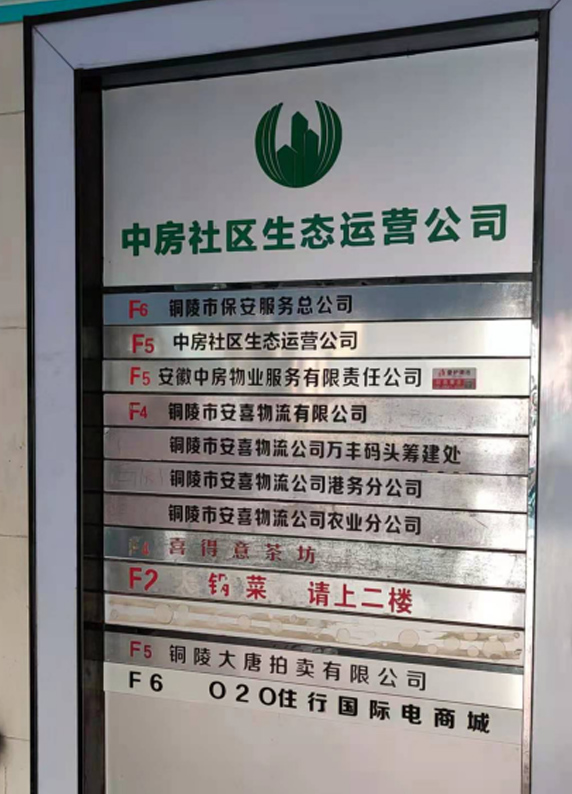 中房社区生态运营公司
F6 铜陵市保安服务总公司
F5 中房社区生态运营公司
F5 安徽中房物业服务有限责任公司
F4 铜陵市安喜物流有限公司
铜陵市安喜物流公司万丰码头筹建处
铜陵市安喜物流公司港务分公司
铜陵市安喜物流公司农业分公司
喜得意茶坊
F2 锅菜 请上二楼
F5 铜陵大唐拍卖有限公司
F6 O2O住行国际电商城